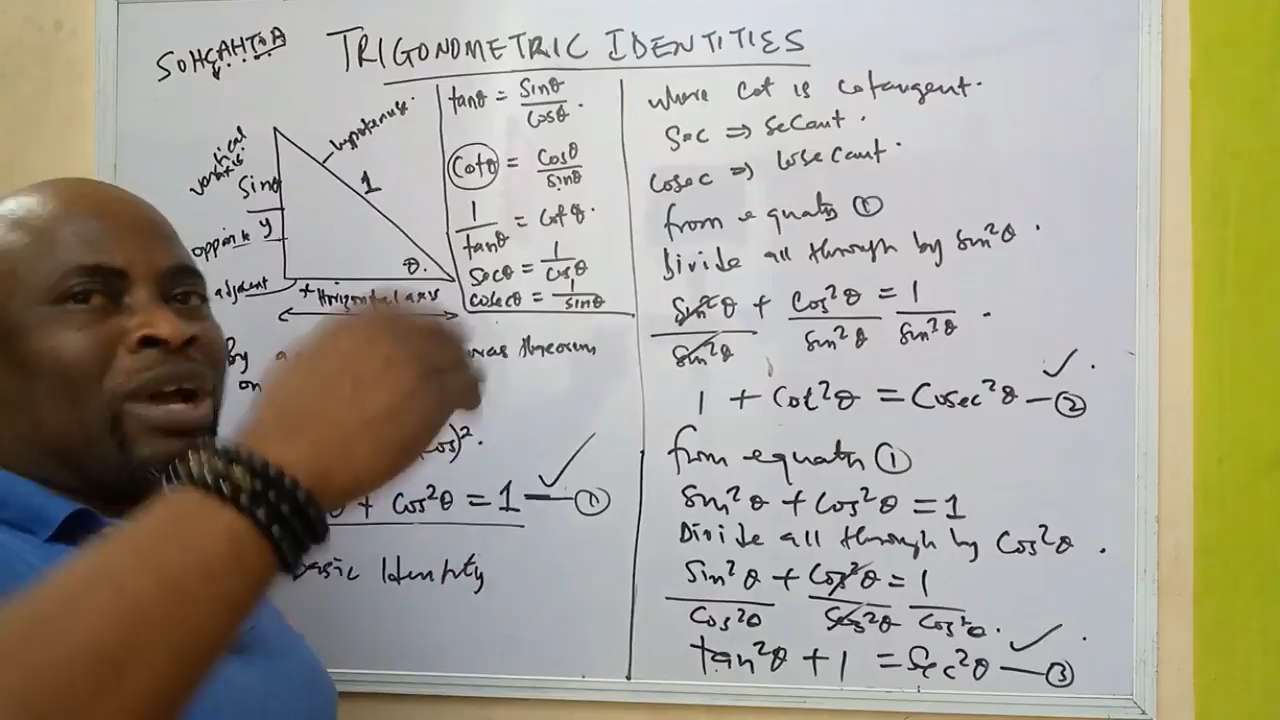 SOHCAHTOA
TRIGONOMETRIC IDENTITIES
vertical
axis
Sinθ
y
opposite
adjacent
hypotenuse.
1
θ.
x Horizontal axis
tanθ = Sinθ/Cosθ.
Cotθ = Cosθ/Sinθ
1/tanθ = Cotθ.
Secθ = 1/Cosθ
Cosecθ = 1/Sinθ
By
theorem
on
)².
+ Cos²θ = 1 — ①
basic Identity
where Cot is Cotangent.
Sec ⇒ Secant.
Cosec ⇒ Cosecant.
from equatn ①
Divide all through by Sin²θ.
Sin²θ/Sin²θ + Cos²θ/Sin²θ = 1/Sin²θ.
1 + Cot²θ = Cosec²θ — ②
from equatn ①
Sin²θ + Cos²θ = 1
Divide all through by Cos²θ.
Sin²θ/Cos²θ + Cos²θ/Cos²θ = 1/Cos²θ.
tan²θ + 1 = Sec²θ — ③